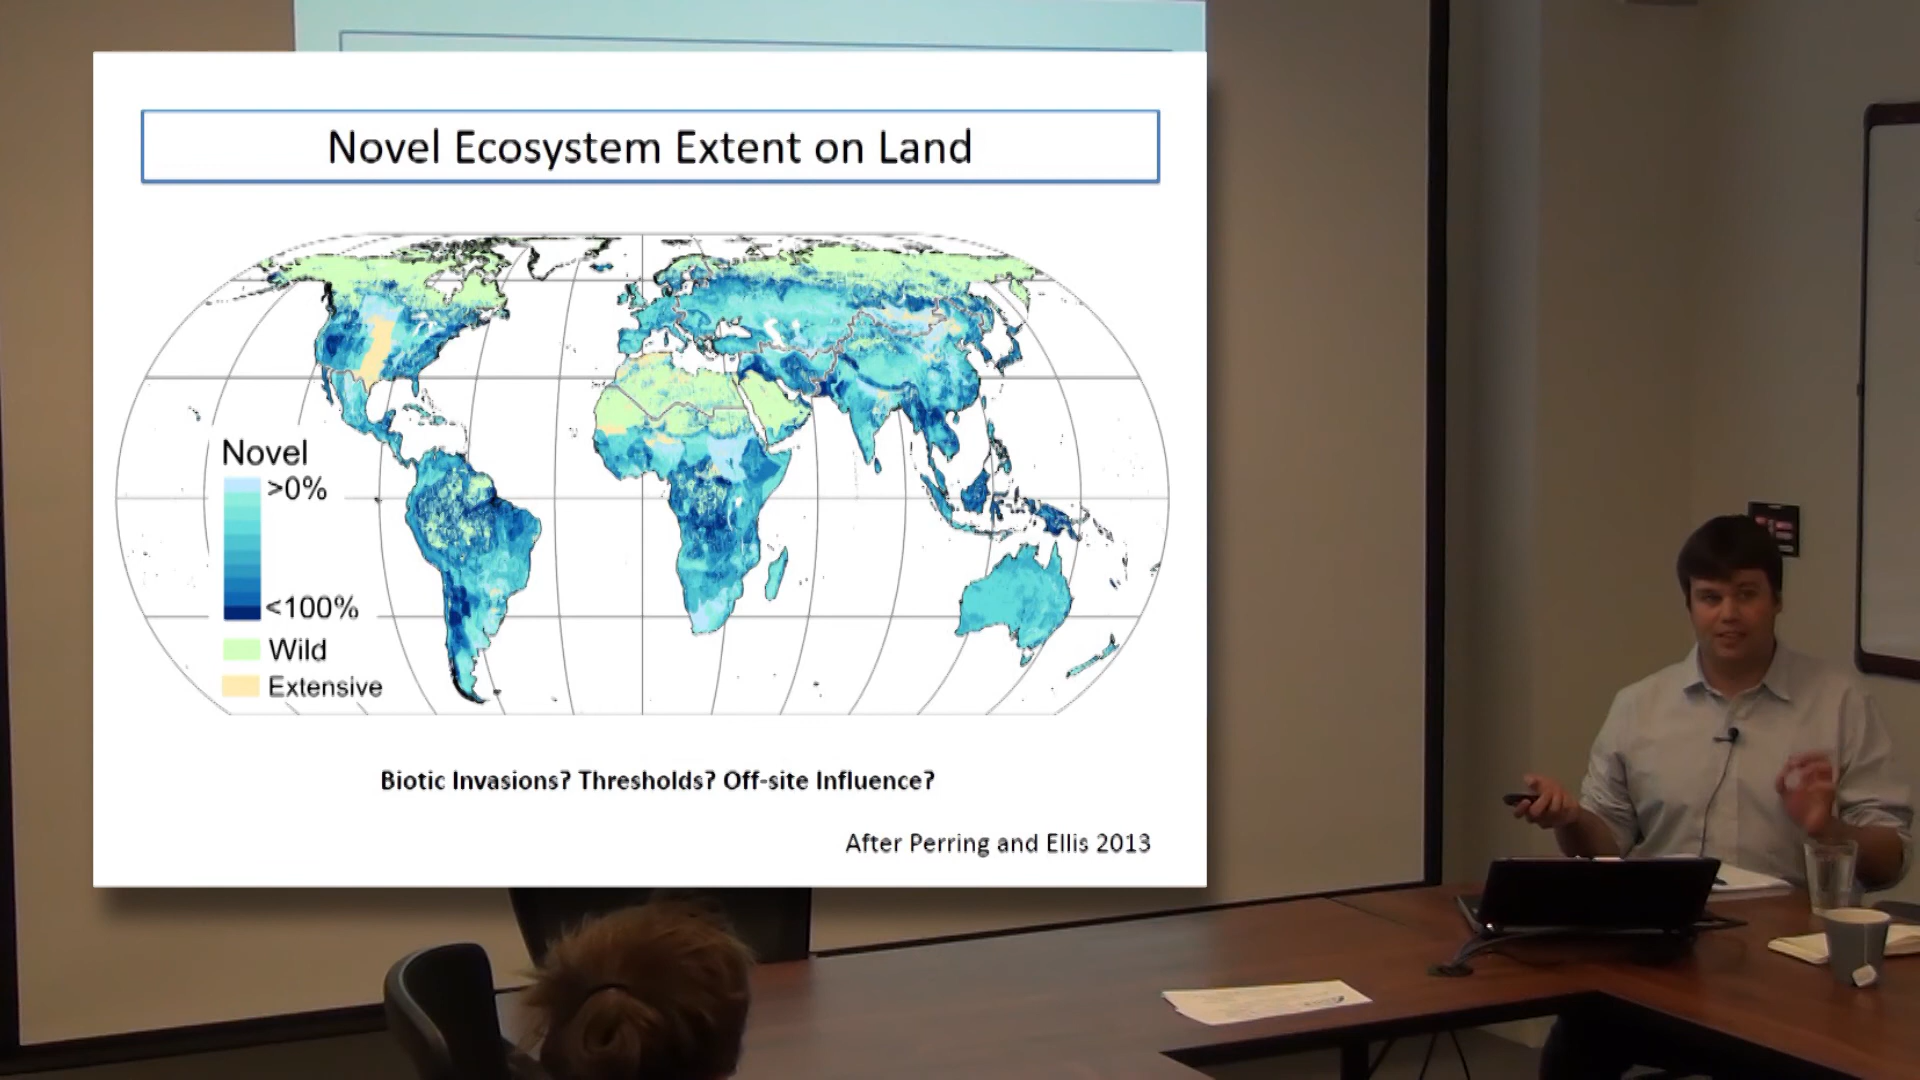 Novel Ecosystem Extent on Land
Novel
>0%
<100%
Wild
Extensive
Biotic Invasions? Thresholds? Off-site Influence?
After Perring and Ellis 2013